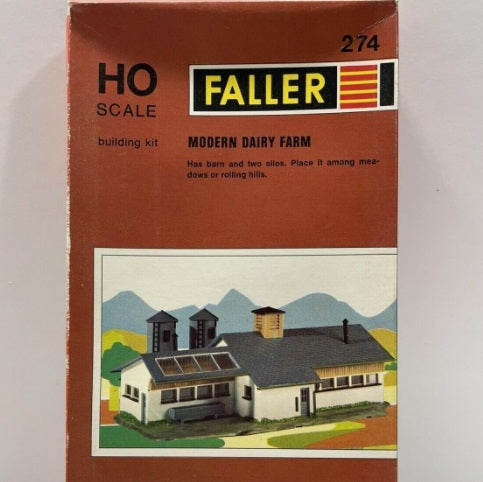 274
HO
SCALE
FALLER
building kit
MODERN DAIRY FARM
Has barn and two silos. Place it among mea-
dows or rolling hills.